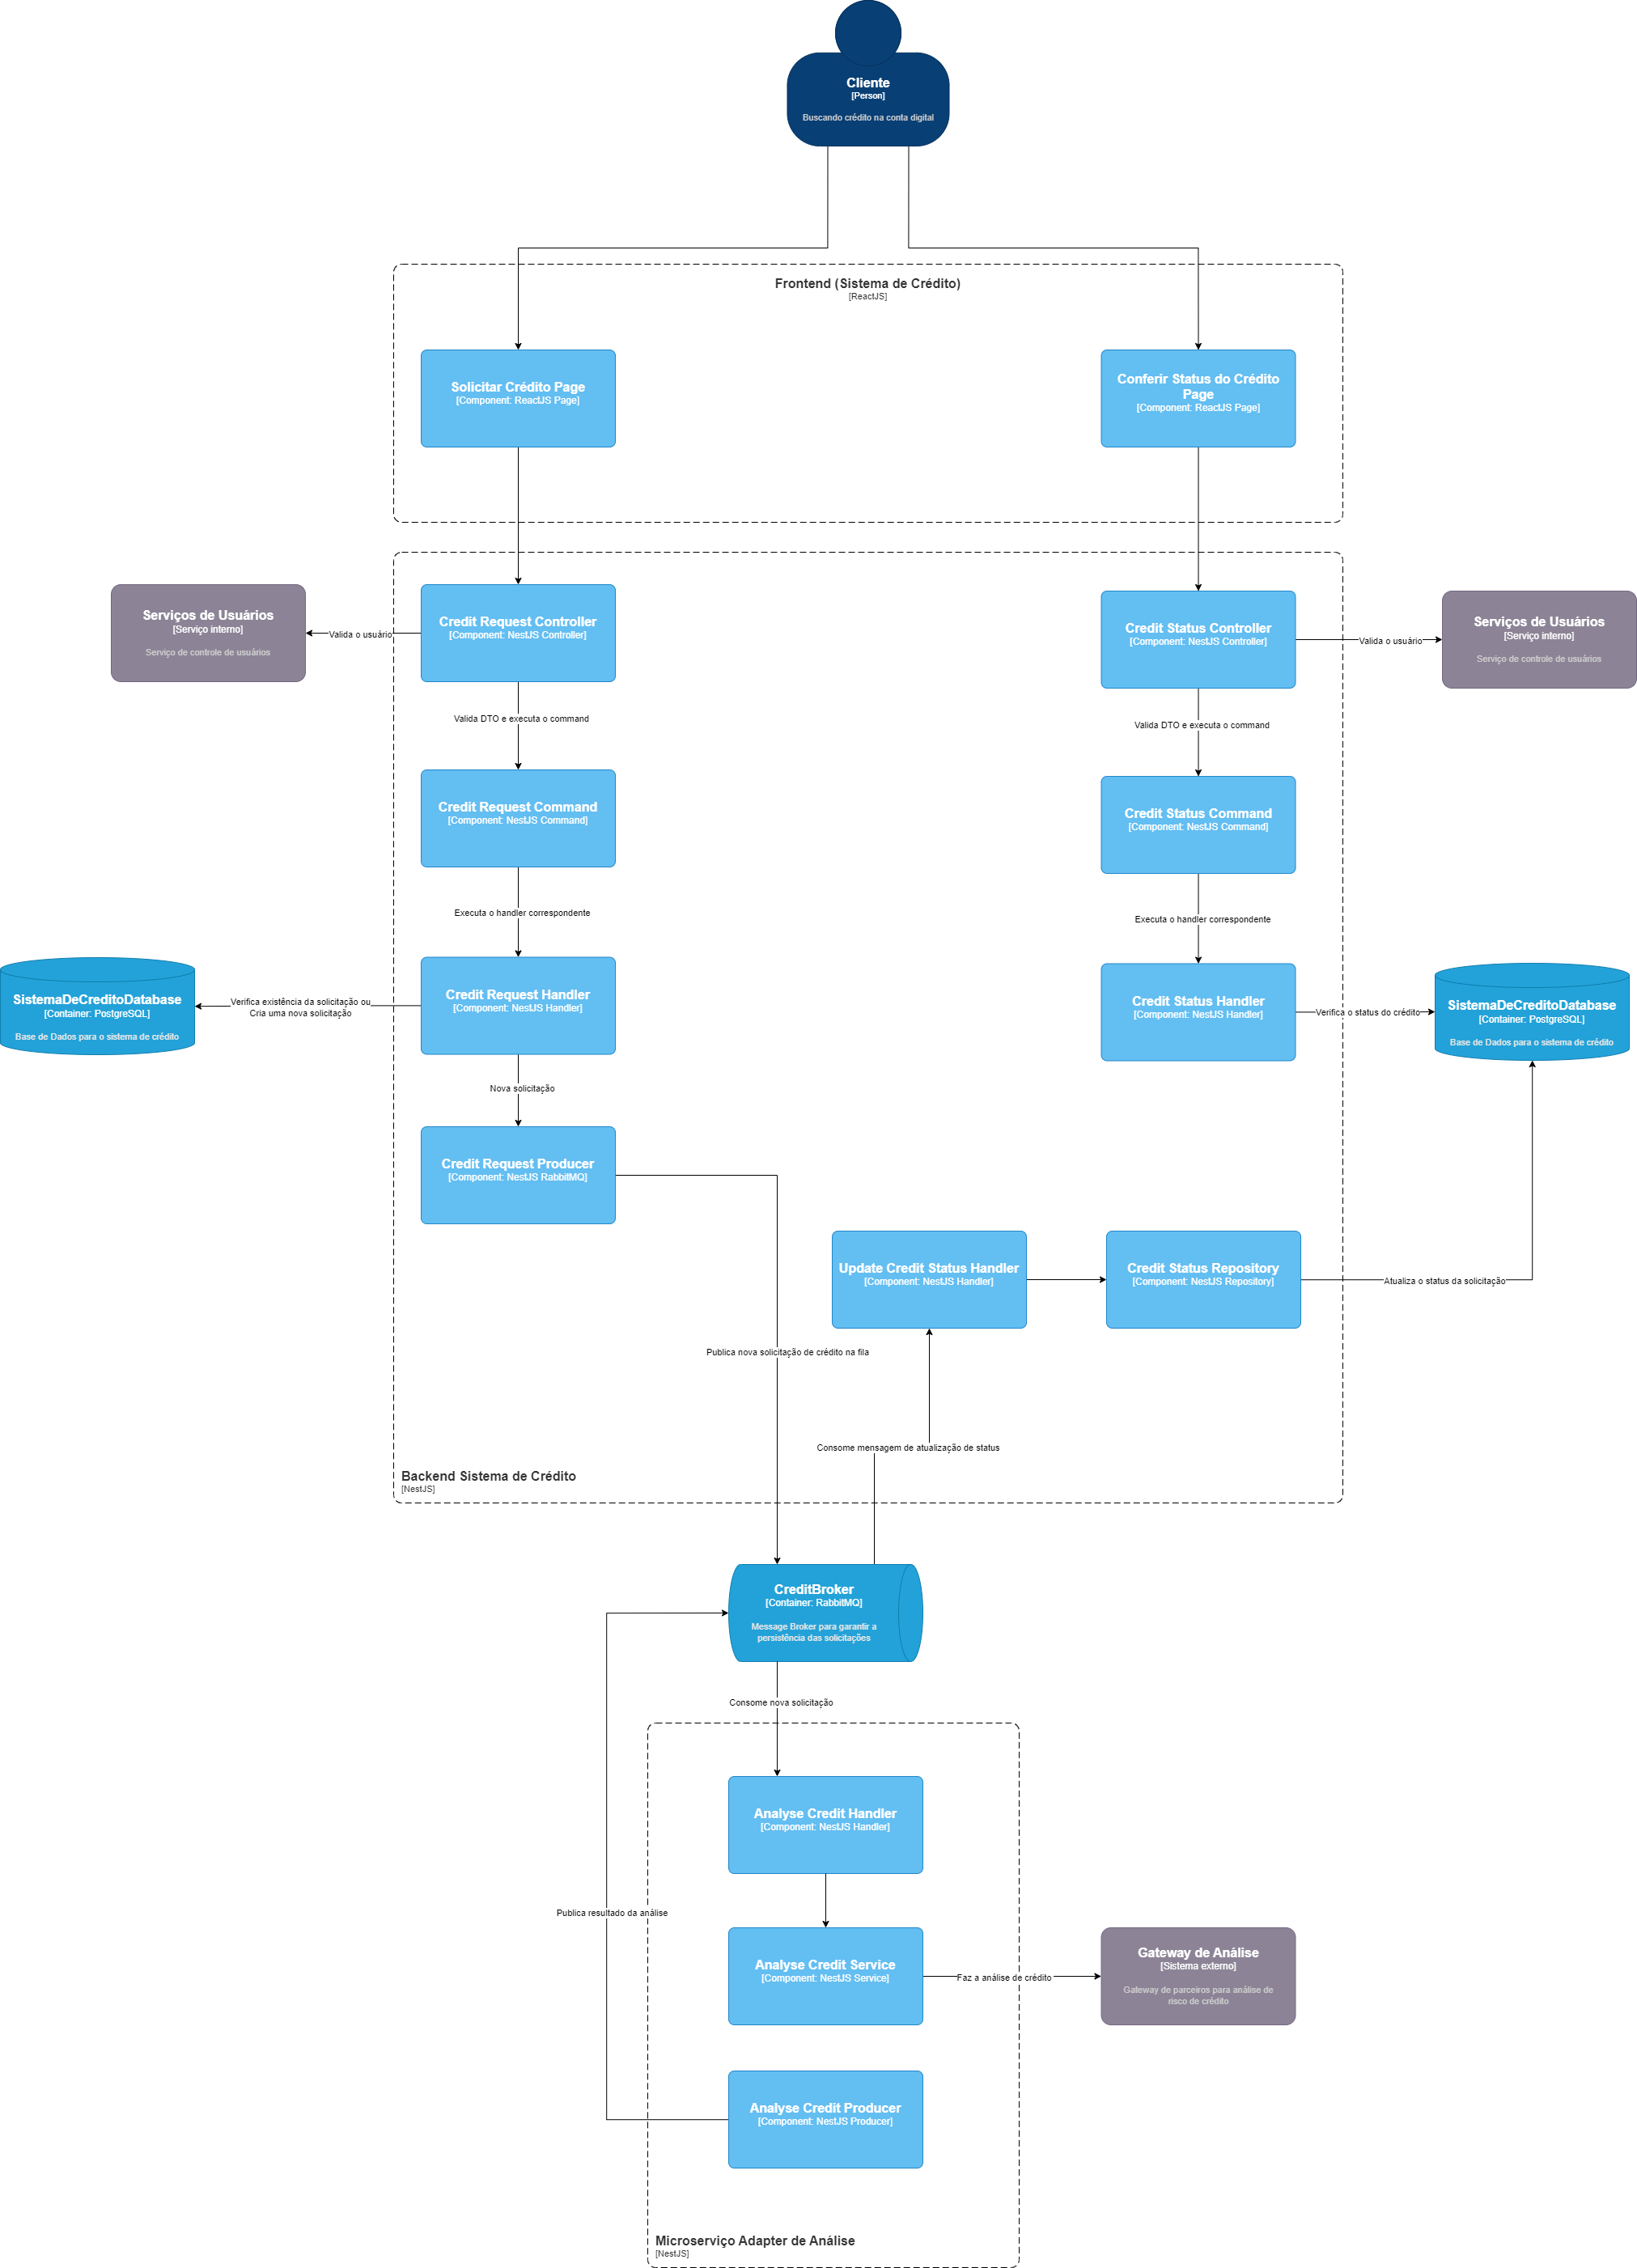 Cliente
[Person]
Buscando crédito na conta digital
Frontend (Sistema de Crédito)
[ReactJS]
Solicitar Crédito Page
[Component: ReactJS Page]
Conferir Status do Crédito
Page
[Component: ReactJS Page]
Serviços de Usuários
[Serviço interno]
Serviço de controle de usuários
Valida o usuário
Credit Request Controller
[Component: NestJS Controller]
Credit Status Controller
[Component: NestJS Controller]
Valida o usuário
Serviços de Usuários
[Serviço interno]
Serviço de controle de usuários
Valida DTO e executa o command
Valida DTO e executa o command
Credit Request Command
[Component: NestJS Command]
Credit Status Command
[Component: NestJS Command]
Executa o handler correspondente
Executa o handler correspondente
SistemaDeCreditoDatabase
[Container: PostgreSQL]
Base de Dados para o sistema de crédito
Verifica existência da solicitação ou
Cria uma nova solicitação
Credit Request Handler
[Component: NestJS Handler]
Credit Status Handler
[Component: NestJS Handler]
Verifica o status do crédito
SistemaDeCreditoDatabase
[Container: PostgreSQL]
Base de Dados para o sistema de crédito
Nova solicitação
Credit Request Producer
[Component: NestJS RabbitMQ]
Update Credit Status Handler
[Component: NestJS Handler]
Credit Status Repository
[Component: NestJS Repository]
Atualiza o status da solicitação
Publica nova solicitação de crédito na fila
Consome mensagem de atualização de status
Backend Sistema de Crédito
[NestJS]
CreditBroker
[Container: RabbitMQ]
Message Broker para garantir a
persistência das solicitações
Consome nova solicitação
Analyse Credit Handler
[Component: NestJS Handler]
Publica resultado da análise
Analyse Credit Service
[Component: NestJS Service]
Faz a análise de crédito
Gateway de Análise
[Sistema externo]
Gateway de parceiros para análise de
risco de crédito
Analyse Credit Producer
[Component: NestJS Producer]
Microserviço Adapter de Análise
[NestJS]